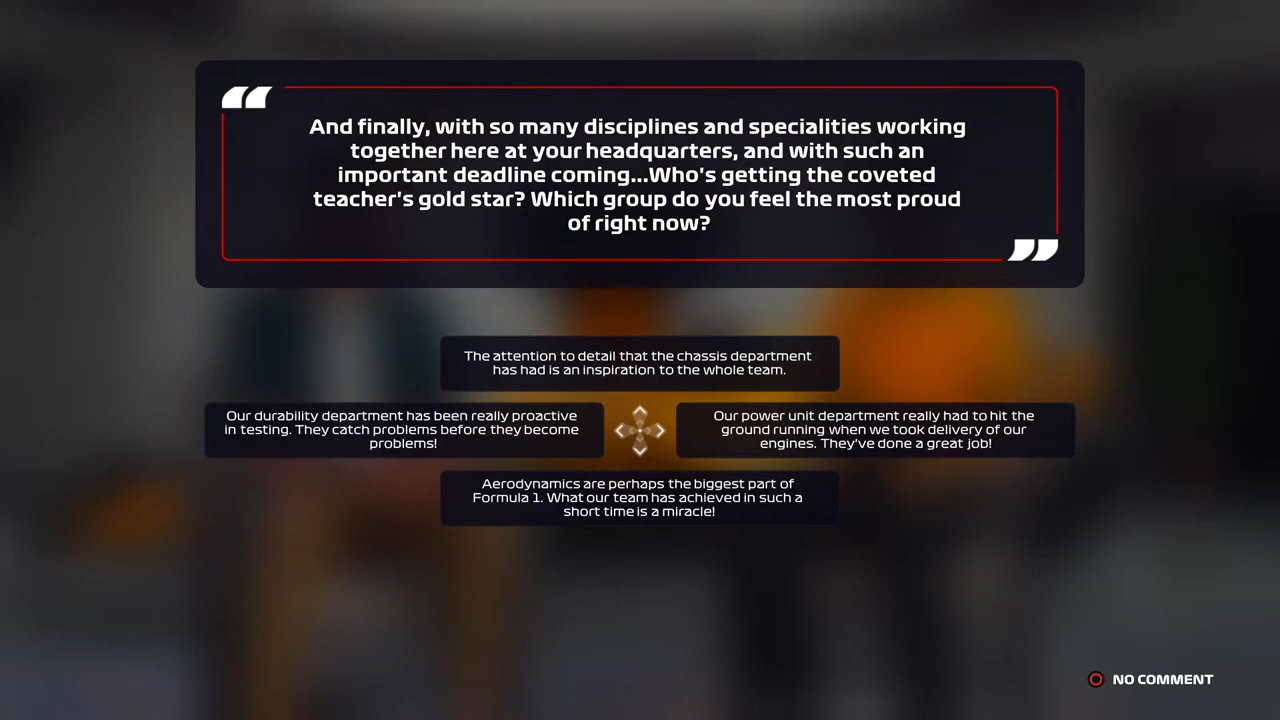 And finally, with so many disciplines and specialities working
together here at your headquarters, and with such an
important deadline coming...Who's getting the coveted
teacher's gold star? Which group do you feel the most proud
of right now?
The attention to detail that the chassis department
has had is an inspiration to the whole team.
Our durability department has been really proactive
in testing. They catch problems before they become
problems!
Our power unit department really had to hit the
ground running when we took delivery of our
engines. They've done a great job!
Aerodynamics are perhaps the biggest part of
Formula 1. What our team has achieved in such a
short time is a miracle!
NO COMMENT